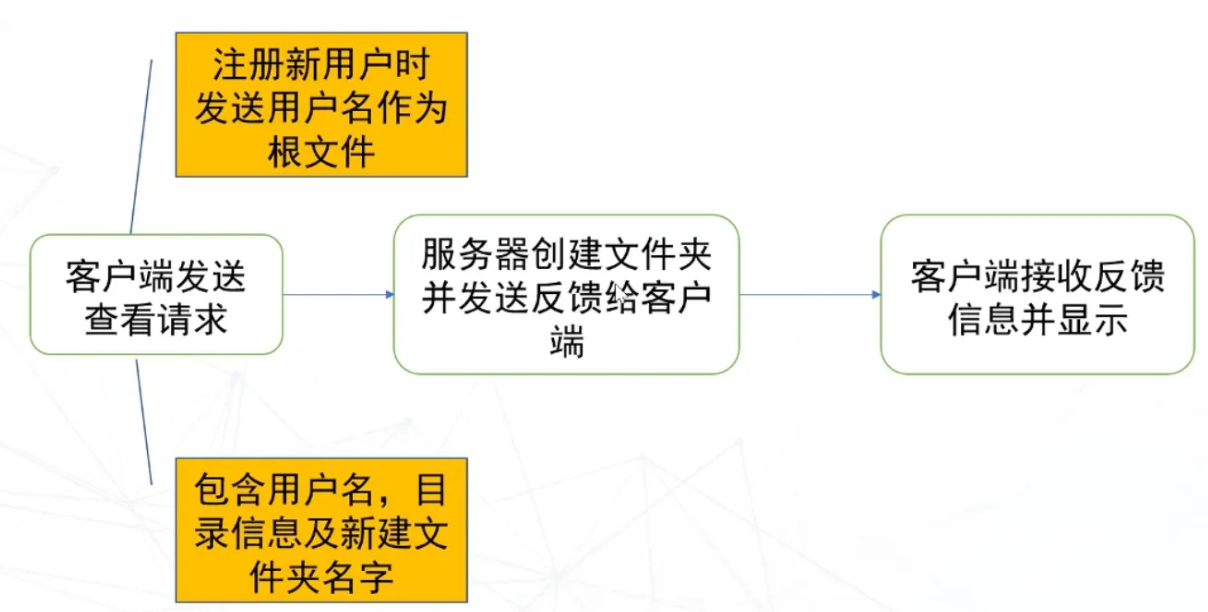 注册新用户时
发送用户名作为
根文件
客户端发送
查看请求
服务器创建文件夹
并发送反馈给客户
端
客户端接收反馈
信息并显示
包含用户名，目
录信息及新建文
件夹名字